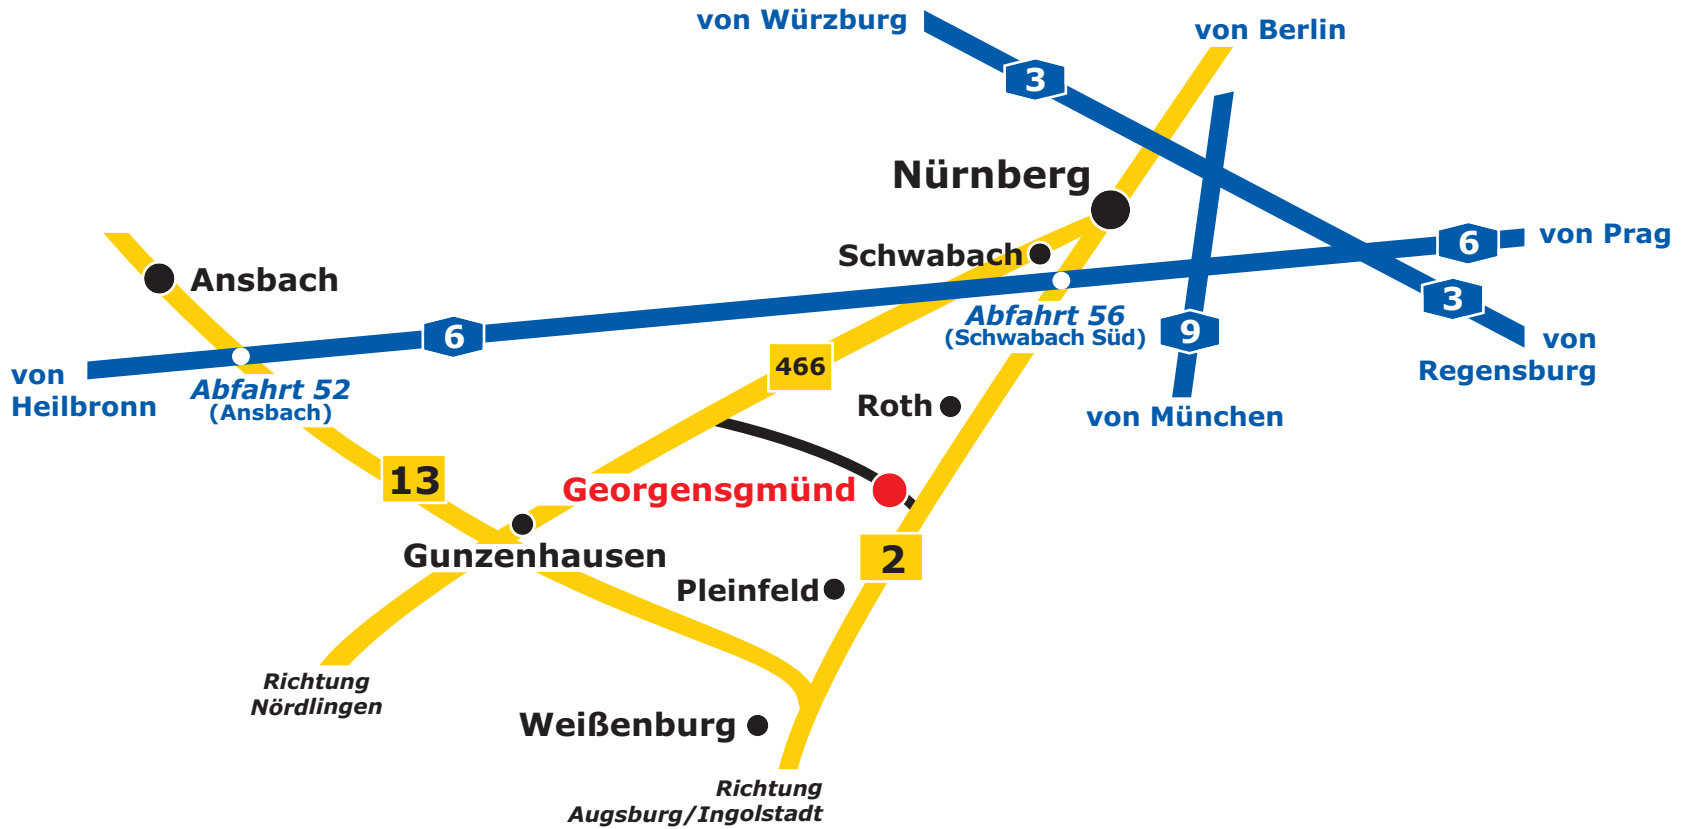 von Würzburg
von Berlin
3
Nürnberg
Schwabach
6
von Prag
Ansbach
3
6
Abfahrt 56
(Schwabach Süd)
9
von
Regensburg
von
Heilbronn
Abfahrt 52
(Ansbach)
466
Roth
von München
13
Georgensgmünd
Gunzenhausen
2
Pleinfeld
Richtung
Nördlingen
Weißenburg
Richtung
Augsburg/Ingolstadt